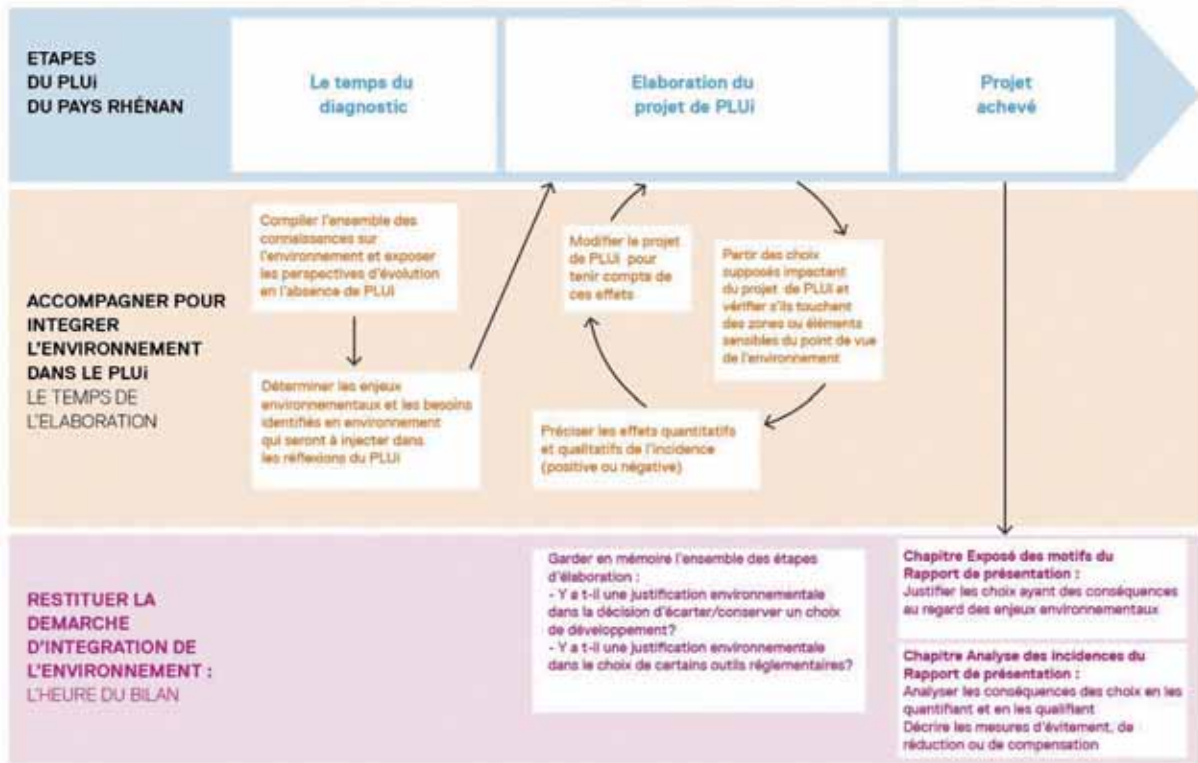 ETAPES
DU PLUi
DU PAYS RHÉNAN
Le temps du
diagnostic
Elaboration du
projet de PLUi
Projet
achevé
ACCOMPAGNER POUR
INTEGRER
L'ENVIRONNEMENT
DANS LE PLUi
LE TEMPS DE
L'ELABORATION
Compiler l'ensemble des
connaissances sur
l'environnement et exposer
les perspectives d'évolution
en l'absence de PLUi
Déterminer les enjeux
environnementaux et les besoins
identifiés en environnement
qui seront à injecter dans
les réflexions du PLUi
Modifier le projet
de PLUi pour
tenir compte de
ces effets
Partir des choix
supposés impactant
du projet de PLUi et
vérifier s'ils touchent
des zones ou éléments
sensibles du point de vue
de l'environnement
Préciser les effets quantitatifs
et qualitatifs de l'incidence
(positive ou négative)
RESTITUER LA
DEMARCHE
D'INTEGRATION DE
L'ENVIRONNEMENT :
L'HEURE DU BILAN
Garder en mémoire l'ensemble des étapes
d'élaboration :
- Y a t-il une justification environnementale
dans la décision d'écarter/conserver un choix
de développement?
- Y a t-il une justification environnementale
dans le choix de certains outils réglementaires?
Chapitre Exposé des motifs du
Rapport de présentation :
Justifier les choix ayant des conséquences
au regard des enjeux environnementaux
Chapitre Analyse des incidences du
Rapport de présentation :
Analyser les conséquences des choix en les
quantifiant et en les qualifiant
Décrire les mesures d'évitement, de
réduction ou de compensation